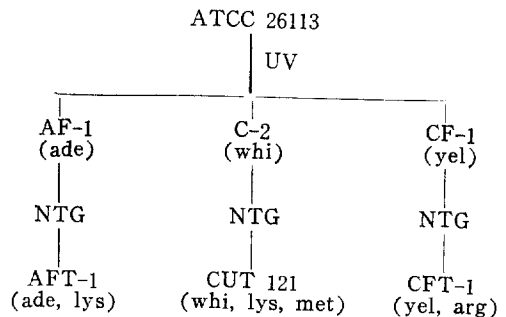 ATCC 26113
UV
AF-1 C-2 CF-1
(ade) (whi) (yel)
NTG NTG NTG
AFT-1 CUT 121 CFT-1
(ade, lys) (whi, lys, met) (yel, arg)